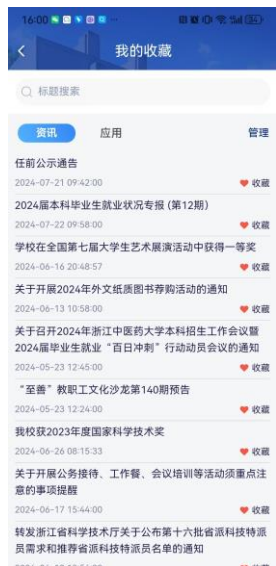 16:00
我的收藏
标题搜索
资讯 应用 管理
任前公示通告
2024-07-21 09:42:00 收藏
2024届本科毕业生就业状况专报 (第12期)
2024-07-22 09:58:00 收藏
学校在全国第七届大学生艺术展演活动中获得一等奖
2024-06-16 20:48:57 收藏
关于开展2024年外文纸质图书荐购活动的通知
2024-06-13 10:58:00 收藏
关于召开2024年浙江中医药大学本科招生工作会议暨
2024届毕业生就业“百日冲刺”行动动员会议的通知
2024-05-23 12:45:00 收藏
“至善”教职工文化沙龙第140期预告
2024-05-23 12:24:00 收藏
我校获2023年度国家科学技术奖
2024-06-26 08:15:33 收藏
关于开展公务接待、工作餐、会议培训等活动须重点注
意的事项提醒
2024-06-17 15:44:00 收藏
转发浙江省科学技术厅关于公布第十六批省派科技特派
员需求和推荐省派科技特派员名单的通知